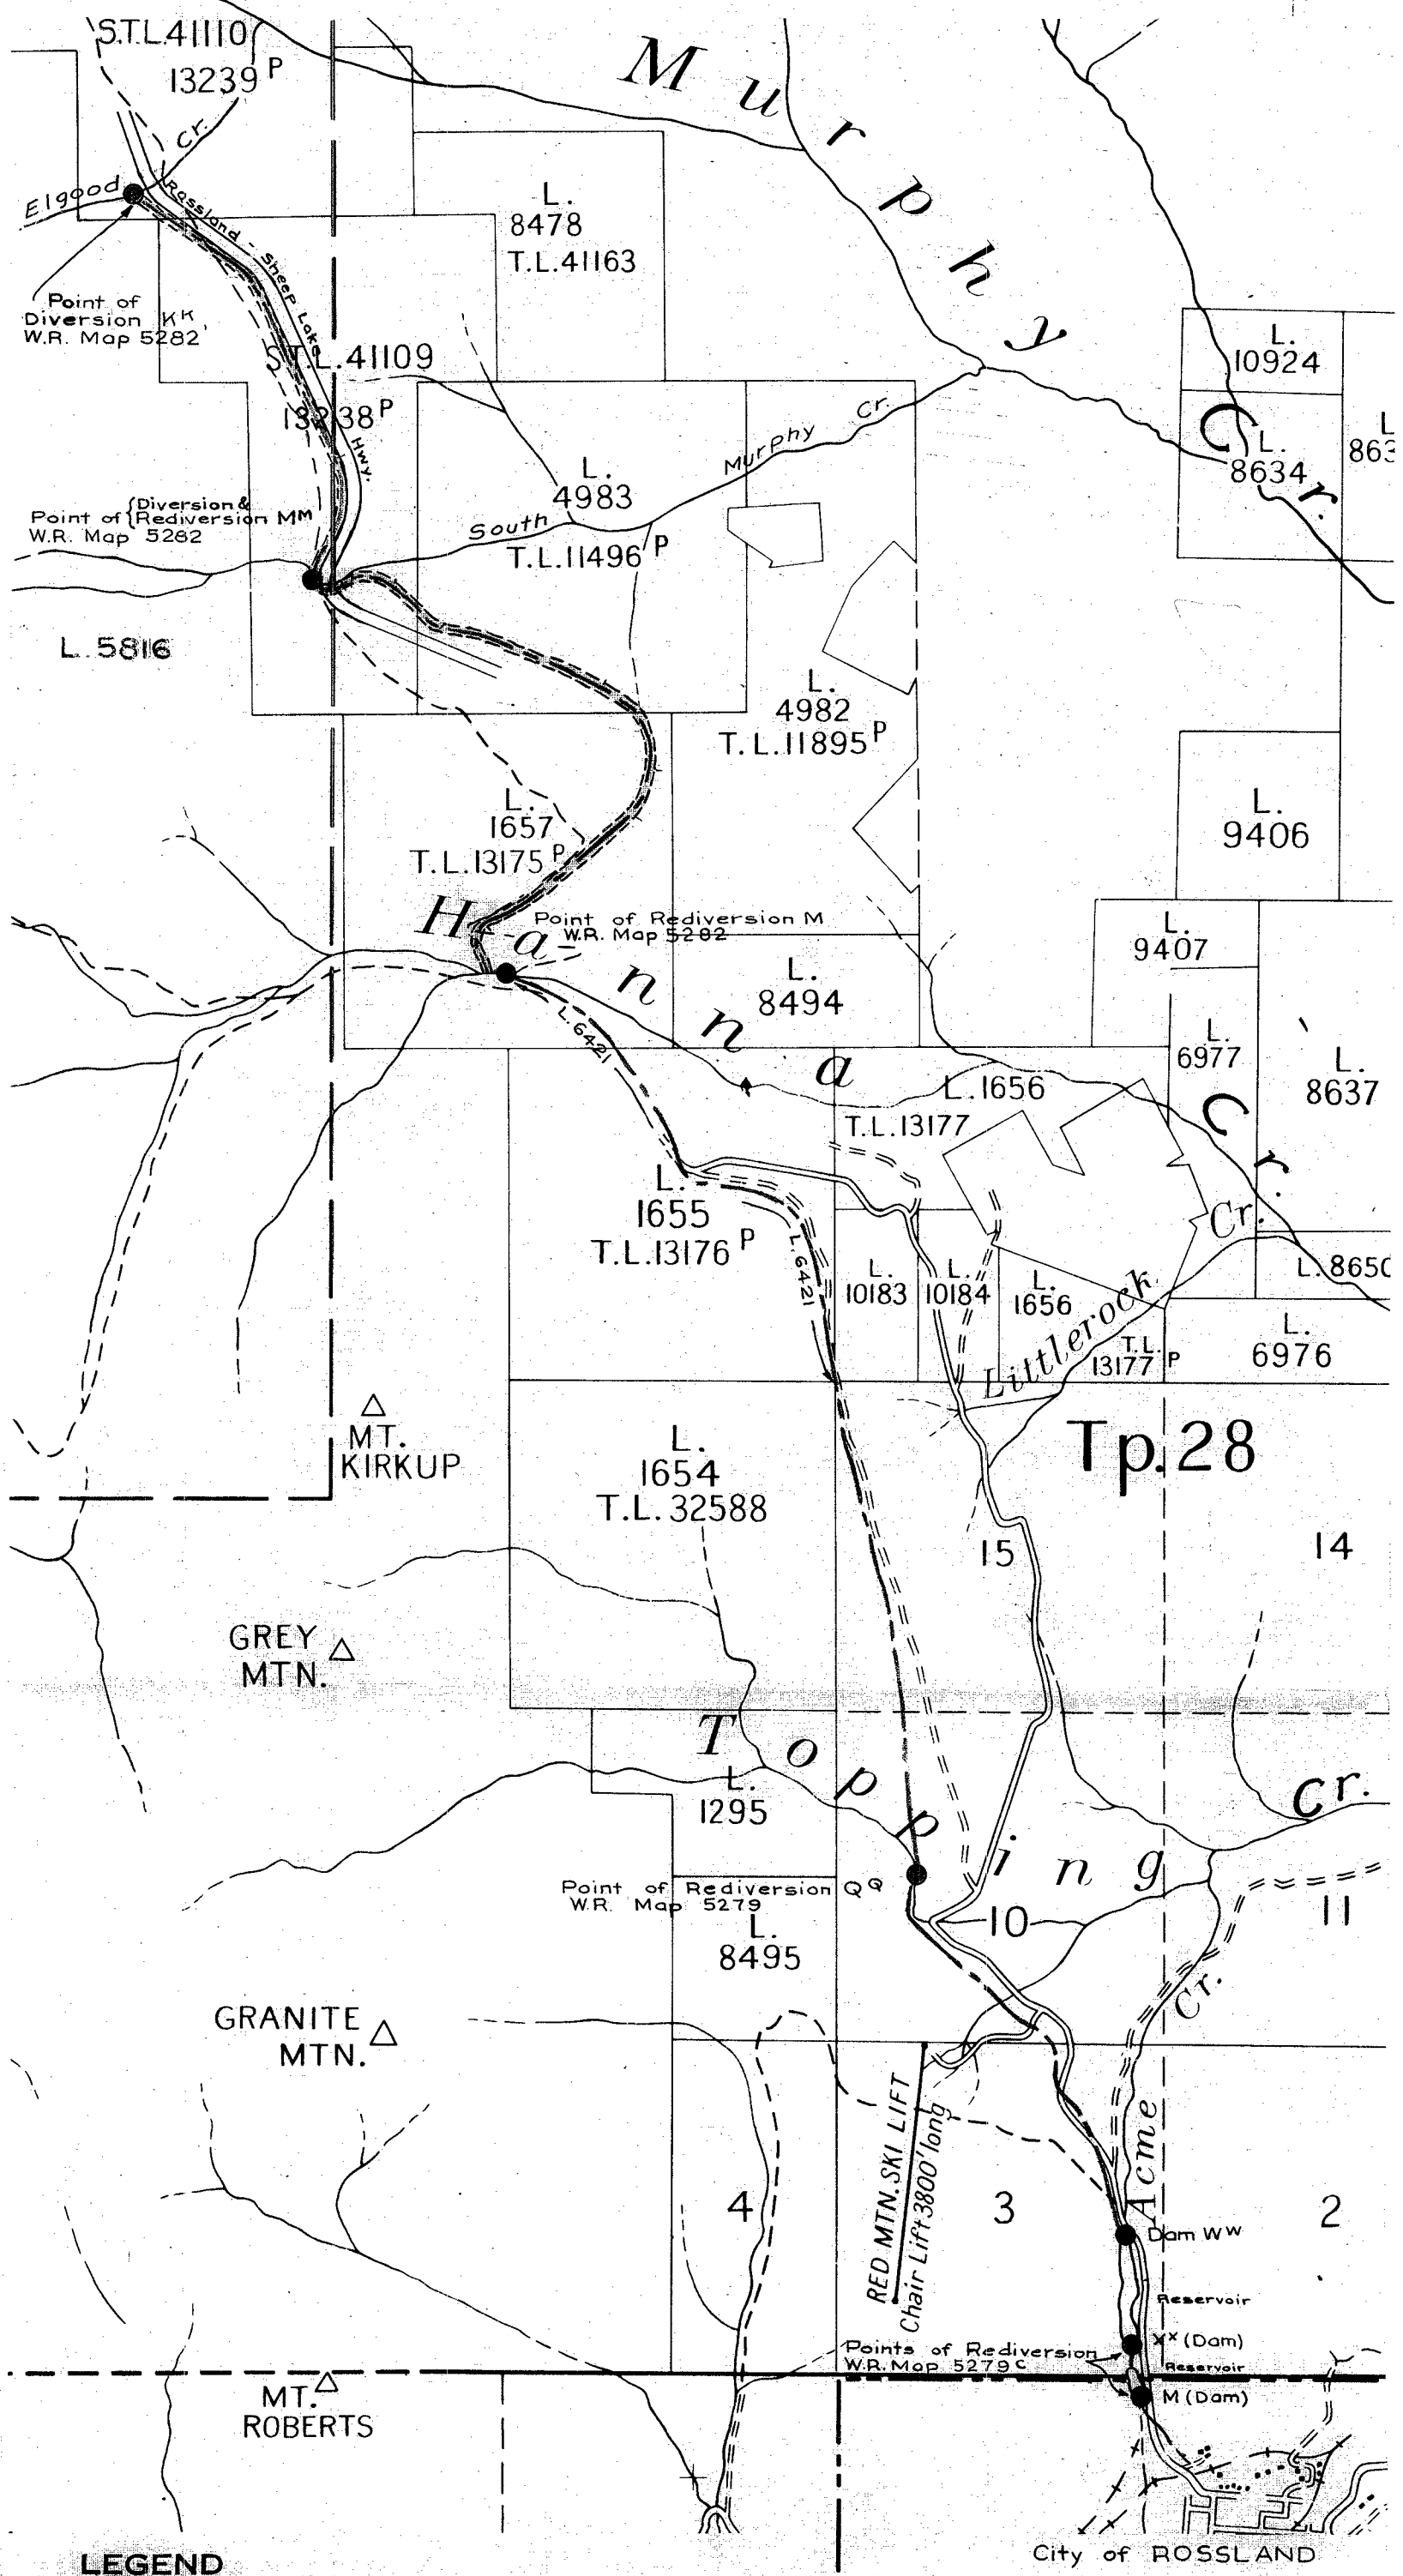 S.T.L.41110
13239 P
Murphy Cr.
Elgood Cr.
Rossland - Sheep Lake Hwy.
L.
8478
T.L.41163
Point of
Diversion KK
W.R. Map 5282
S.T.L.41109
13238 P
L.
10924
L.
8634
L
863
South Murphy Cr.
L.
4983
T.L.11496 P
Point of {Diversion &
Rediversion MM
W.R. Map 5282
L.5816
L.
4982
T.L.11895 P
L.
1657
T.L.13175 P
L.
9406
Hanna Cr.
Point of Rediversion M
W.R. Map 5282
L.
8494
L.
9407
L.
6977
L.
8637
L.6421
L.1656
T.L.13177
L.
1655
T.L.13176 P
L.6421
L.
10183
L.
10184
L.
1656
T.L.
13177 P
Littlerock Cr.
L.8650
L.
6976
MT.
KIRKUP
L.
1654
T.L.32588
Tp.28
15
14
GREY
MTN.
Topping Cr.
L.
1295
Point of Rediversion QQ
W.R. Map 5279
L.
8495
10
11
GRANITE
MTN.
Acme Cr.
RED MTN. SKI LIFT
Chair Lift 3800' long
4
3
2
Dam WW
Reservoir
XX (Dam)
Points of Rediversion
W.R. Map 5279C
Reservoir
M (Dam)
MT.
ROBERTS
City of ROSSLAND
LEGEND